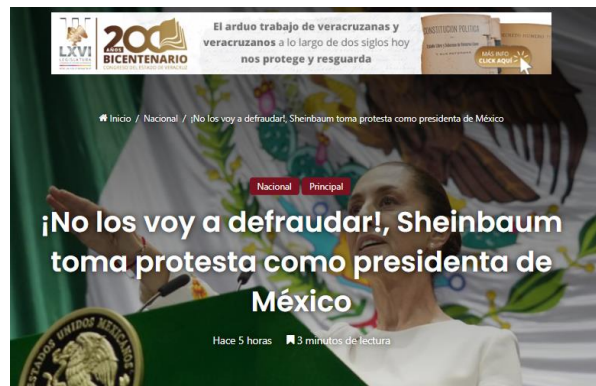 LXVI
LEGISLATURA
200
AÑOS
BICENTENARIO
CONGRESO DEL ESTADO DE VERACRUZ
El arduo trabajo de veracruzanas y
veracruzanos a lo largo de dos siglos hoy
nos protege y resguarda
CONSTITUCIÓN POLÍTICA
MÁS INFO
CLICK AQUÍ
Inicio / Nacional / ¡No los voy a defraudar!, Sheinbaum toma protesta como presidenta de México
Nacional Principal
¡No los voy a defraudar!, Sheinbaum
toma protesta como presidenta de
México
Hace 5 horas 3 minutos de lectura
ESTADOS UNIDOS MEXICANOS